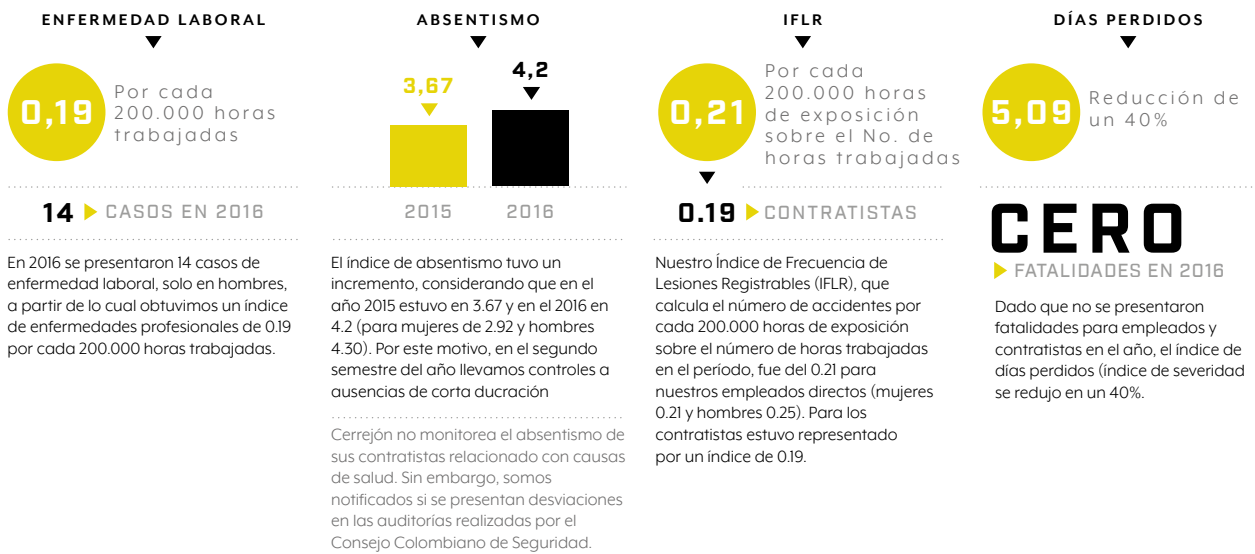 ENFERMEDAD LABORAL
0,19
Por cada
200.000 horas
trabajadas
14 CASOS EN 2016
En 2016 se presentaron 14 casos de
enfermedad laboral, solo en hombres,
a partir de lo cual obtuvimos un índice
de enfermedades profesionales de 0.19
por cada 200.000 horas trabajadas.
ABSENTISMO
3,67
4,2
2015
2016
El índice de absentismo tuvo un
incremento, considerando que en el
año 2015 estuvo en 3.67 y en el 2016 en
4.2 (para mujeres de 2.92 y hombres
4.30). Por este motivo, en el segundo
semestre del año llevamos controles a
ausencias de corta ducración
Cerrejón no monitorea el absentismo de
sus contratistas relacionado con causas
de salud. Sin embargo, somos
notificados si se presentan desviaciones
en las auditorías realizadas por el
Consejo Colombiano de Seguridad.
IFLR
0,21
Por cada
200.000 horas
de exposición
sobre el No. de
horas trabajadas
0.19 CONTRATISTAS
Nuestro Índice de Frecuencia de
Lesiones Registrables (IFLR), que
calcula el número de accidentes por
cada 200.000 horas de exposición
sobre el número de horas trabajadas
en el período, fue del 0.21 para
nuestros empleados directos (mujeres
0.21 y hombres 0.25). Para los
contratistas estuvo representado
por un índice de 0.19.
DÍAS PERDIDOS
5,09
Reducción de
un 40%
CERO
FATALIDADES EN 2016
Dado que no se presentaron
fatalidades para empleados y
contratistas en el año, el índice de
días perdidos (índice de severidad
se redujo en un 40%.